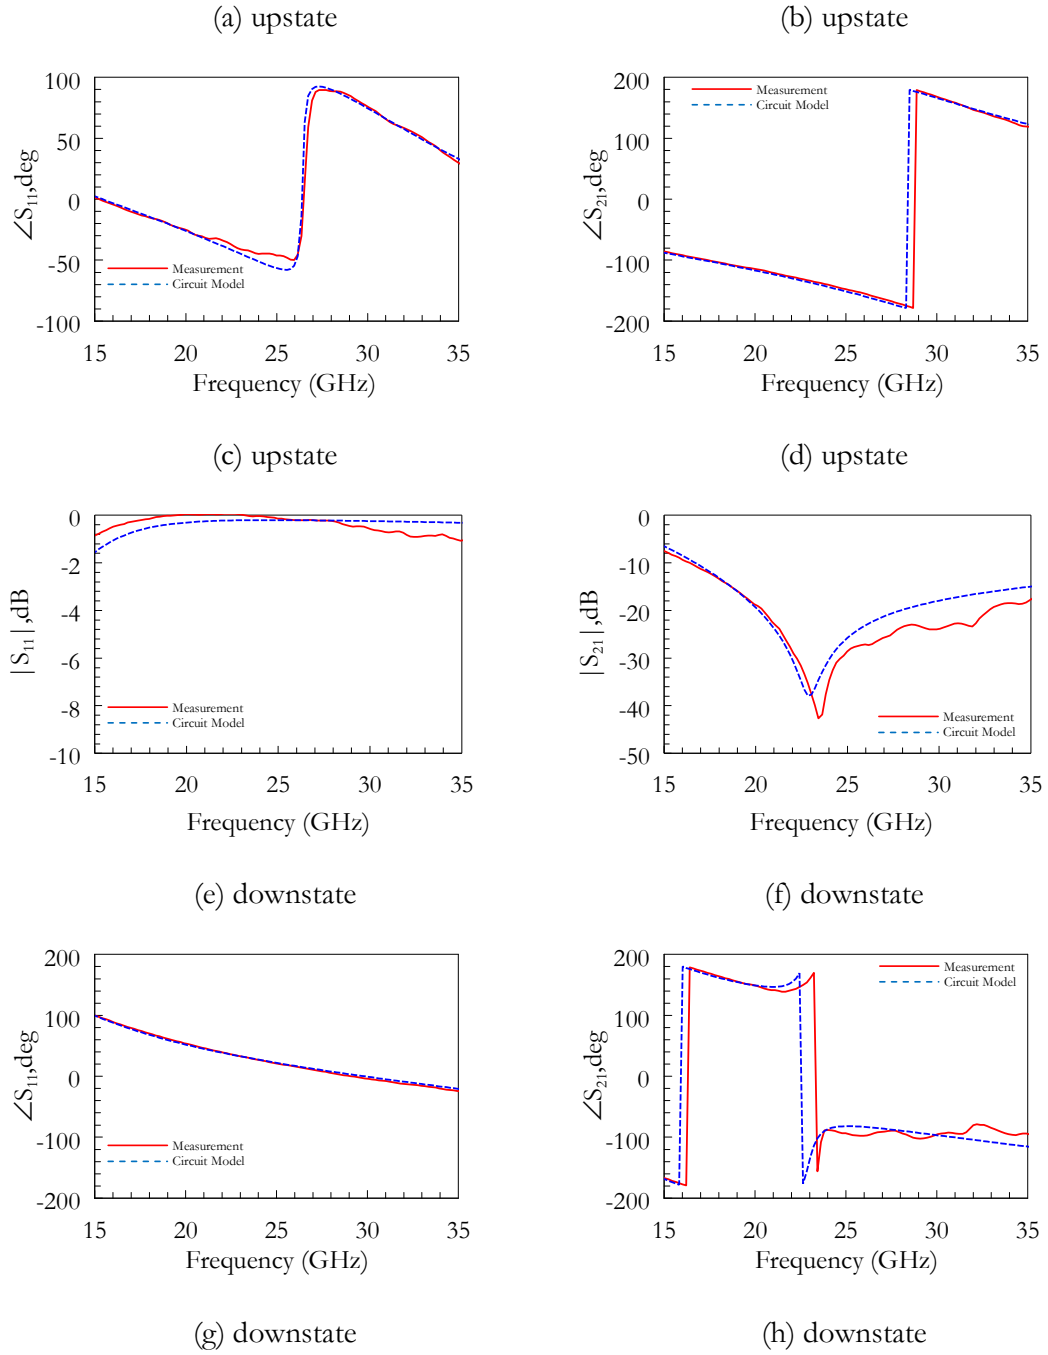 (a) upstate
(b) upstate
100
50
0
-50
-100
∠S11,deg
Measurement
Circuit Model
15 20 25 30 35
Frequency (GHz)
200
100
0
-100
-200
∠S21,deg
Measurement
Circuit Model
15 20 25 30 35
Frequency (GHz)
(c) upstate
(d) upstate
0
-2
-4
-6
-8
-10
|S11|,dB
Measurement
Circuit Model
15 20 25 30 35
Frequency (GHz)
0
-10
-20
-30
-40
-50
|S21|,dB
Measurement
Circuit Model
15 20 25 30 35
Frequency (GHz)
(e) downstate
(f) downstate
200
100
0
-100
-200
∠S11,deg
Measurement
Circuit Model
15 20 25 30 35
Frequency (GHz)
200
100
0
-100
-200
∠S21,deg
Measurement
Circuit Model
15 20 25 30 35
Frequency (GHz)
(g) downstate
(h) downstate